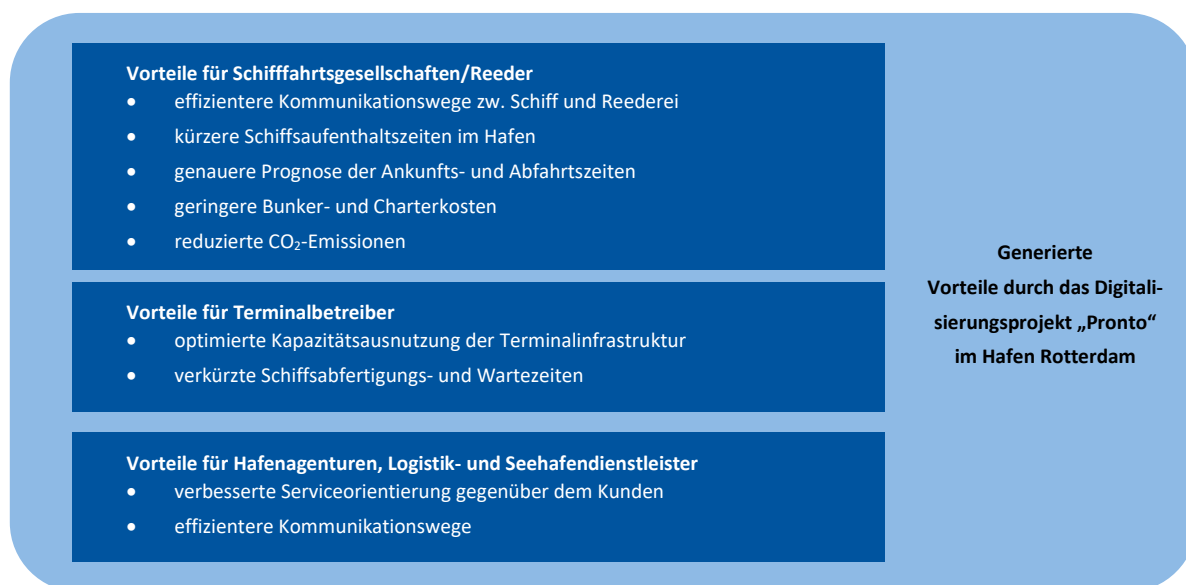 Vorteile für Schifffahrtsgesellschaften/Reeder
• effizientere Kommunikationswege zw. Schiff und Reederei
• kürzere Schiffsaufenthaltszeiten im Hafen
• genauere Prognose der Ankunfts- und Abfahrtszeiten
• geringere Bunker- und Charterkosten
• reduzierte CO₂-Emissionen
Vorteile für Terminalbetreiber
• optimierte Kapazitätsausnutzung der Terminalinfrastruktur
• verkürzte Schiffsabfertigungs- und Wartezeiten
Vorteile für Hafenagenturen, Logistik- und Seehafendienstleister
• verbesserte Serviceorientierung gegenüber dem Kunden
• effizientere Kommunikationswege
Generierte
Vorteile durch das Digitali-
sierungsprojekt „Pronto“
im Hafen Rotterdam